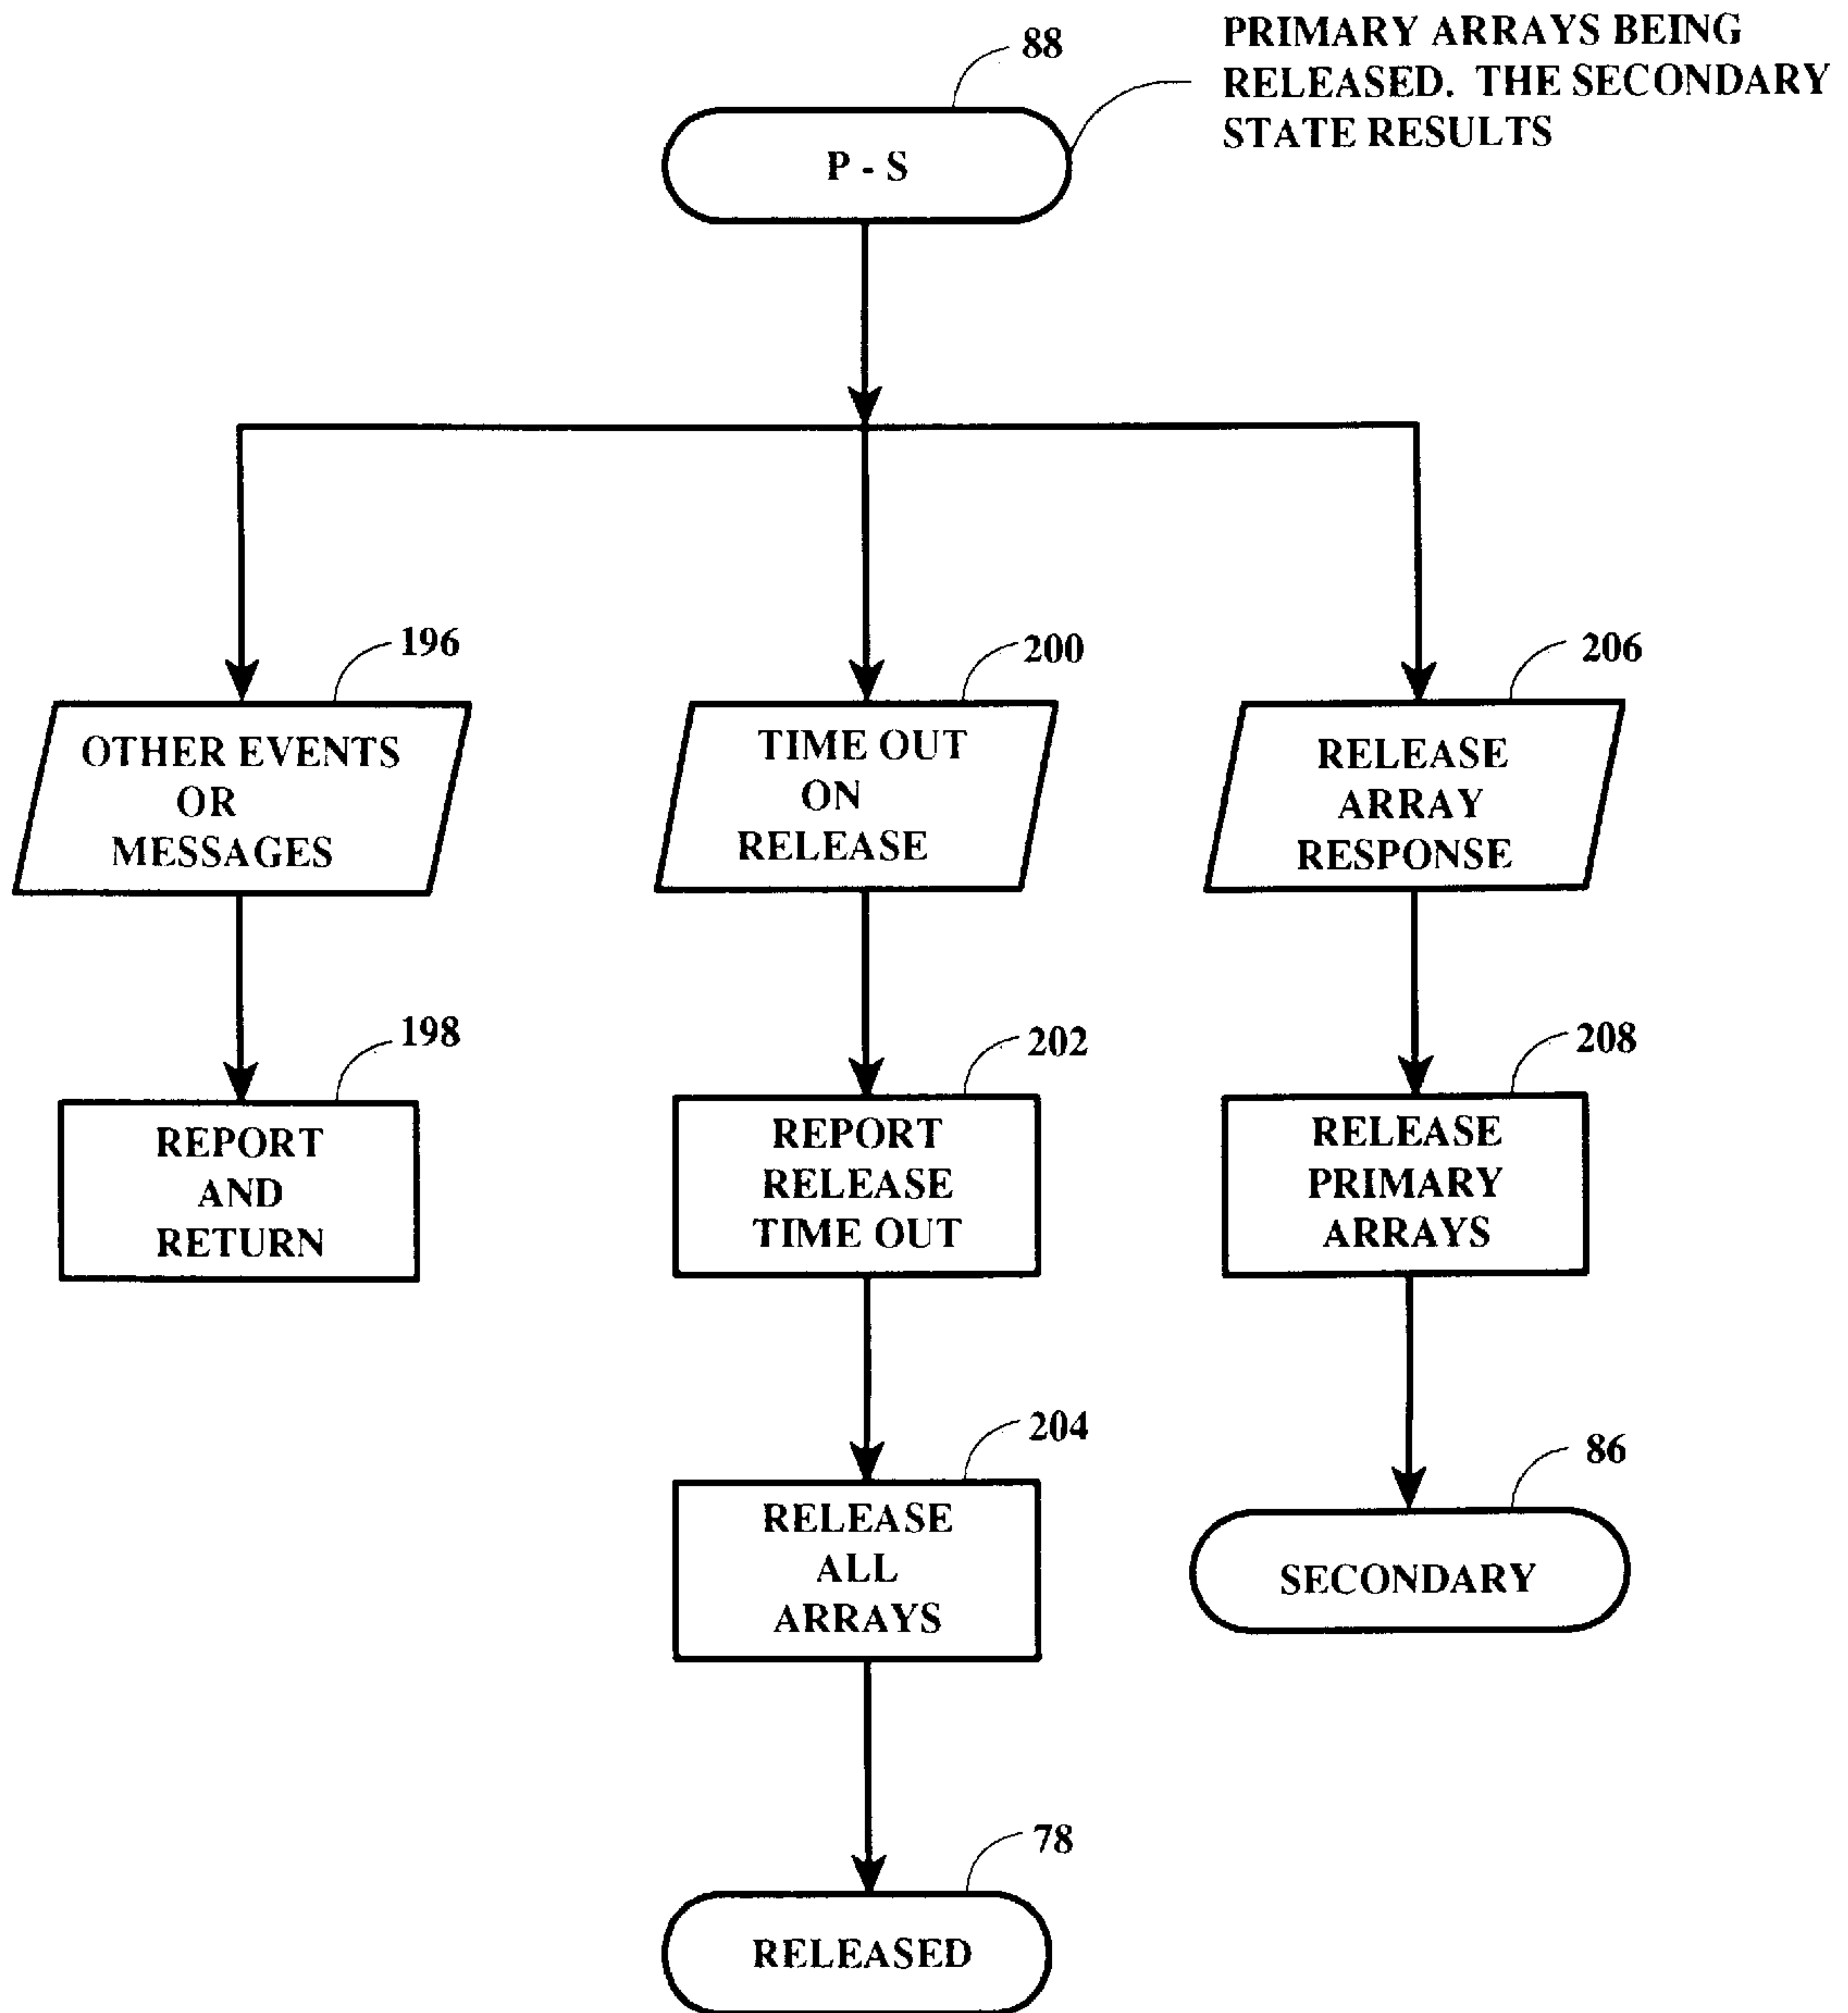 88
PRIMARY ARRAYS BEING
RELEASED. THE SECONDARY
STATE RESULTS
P - S
196
OTHER EVENTS
OR
MESSAGES
200
TIME OUT
ON
RELEASE
206
RELEASE
ARRAY
RESPONSE
198
REPORT
AND
RETURN
202
REPORT
RELEASE
TIME OUT
208
RELEASE
PRIMARY
ARRAYS
204
RELEASE
ALL
ARRAYS
86
SECONDARY
78
RELEASED